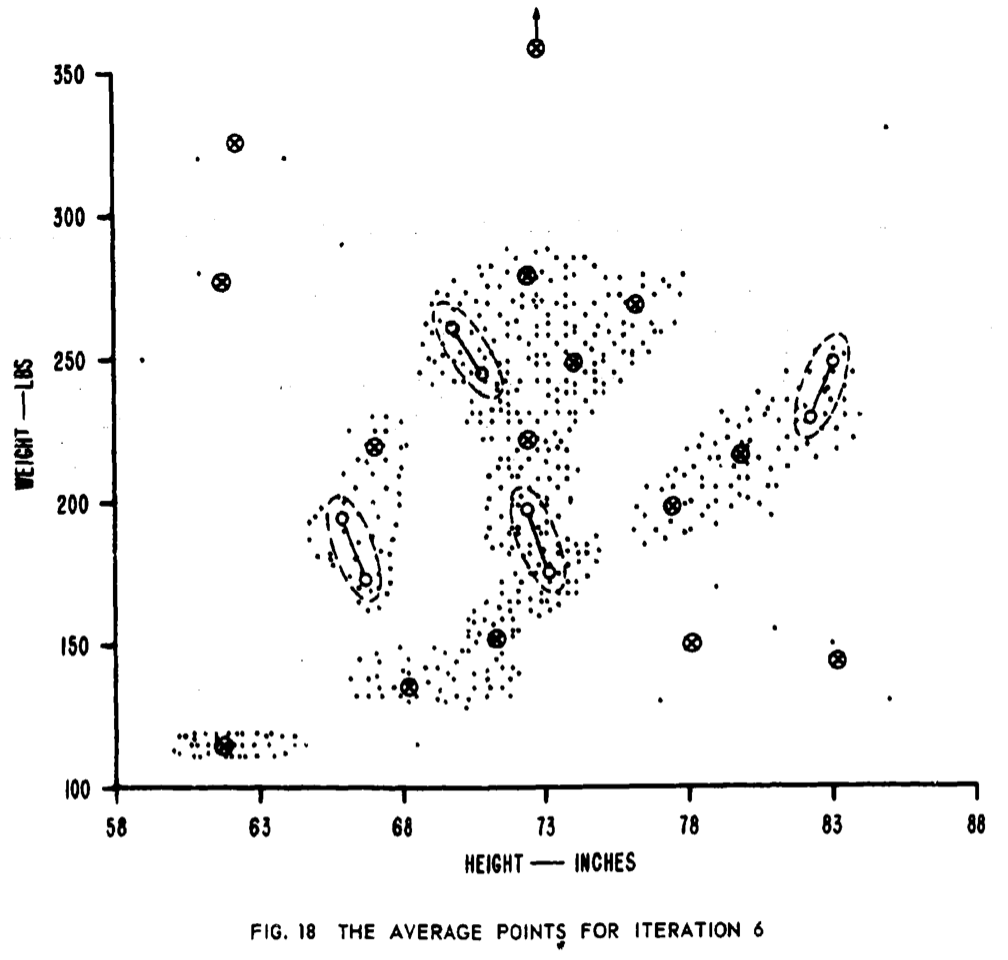 350
300
250
200
150
100
WEIGHT — LBS
58 63 68 73 78 83 88
HEIGHT — INCHES
FIG. 18 THE AVERAGE POINTS FOR ITERATION 6